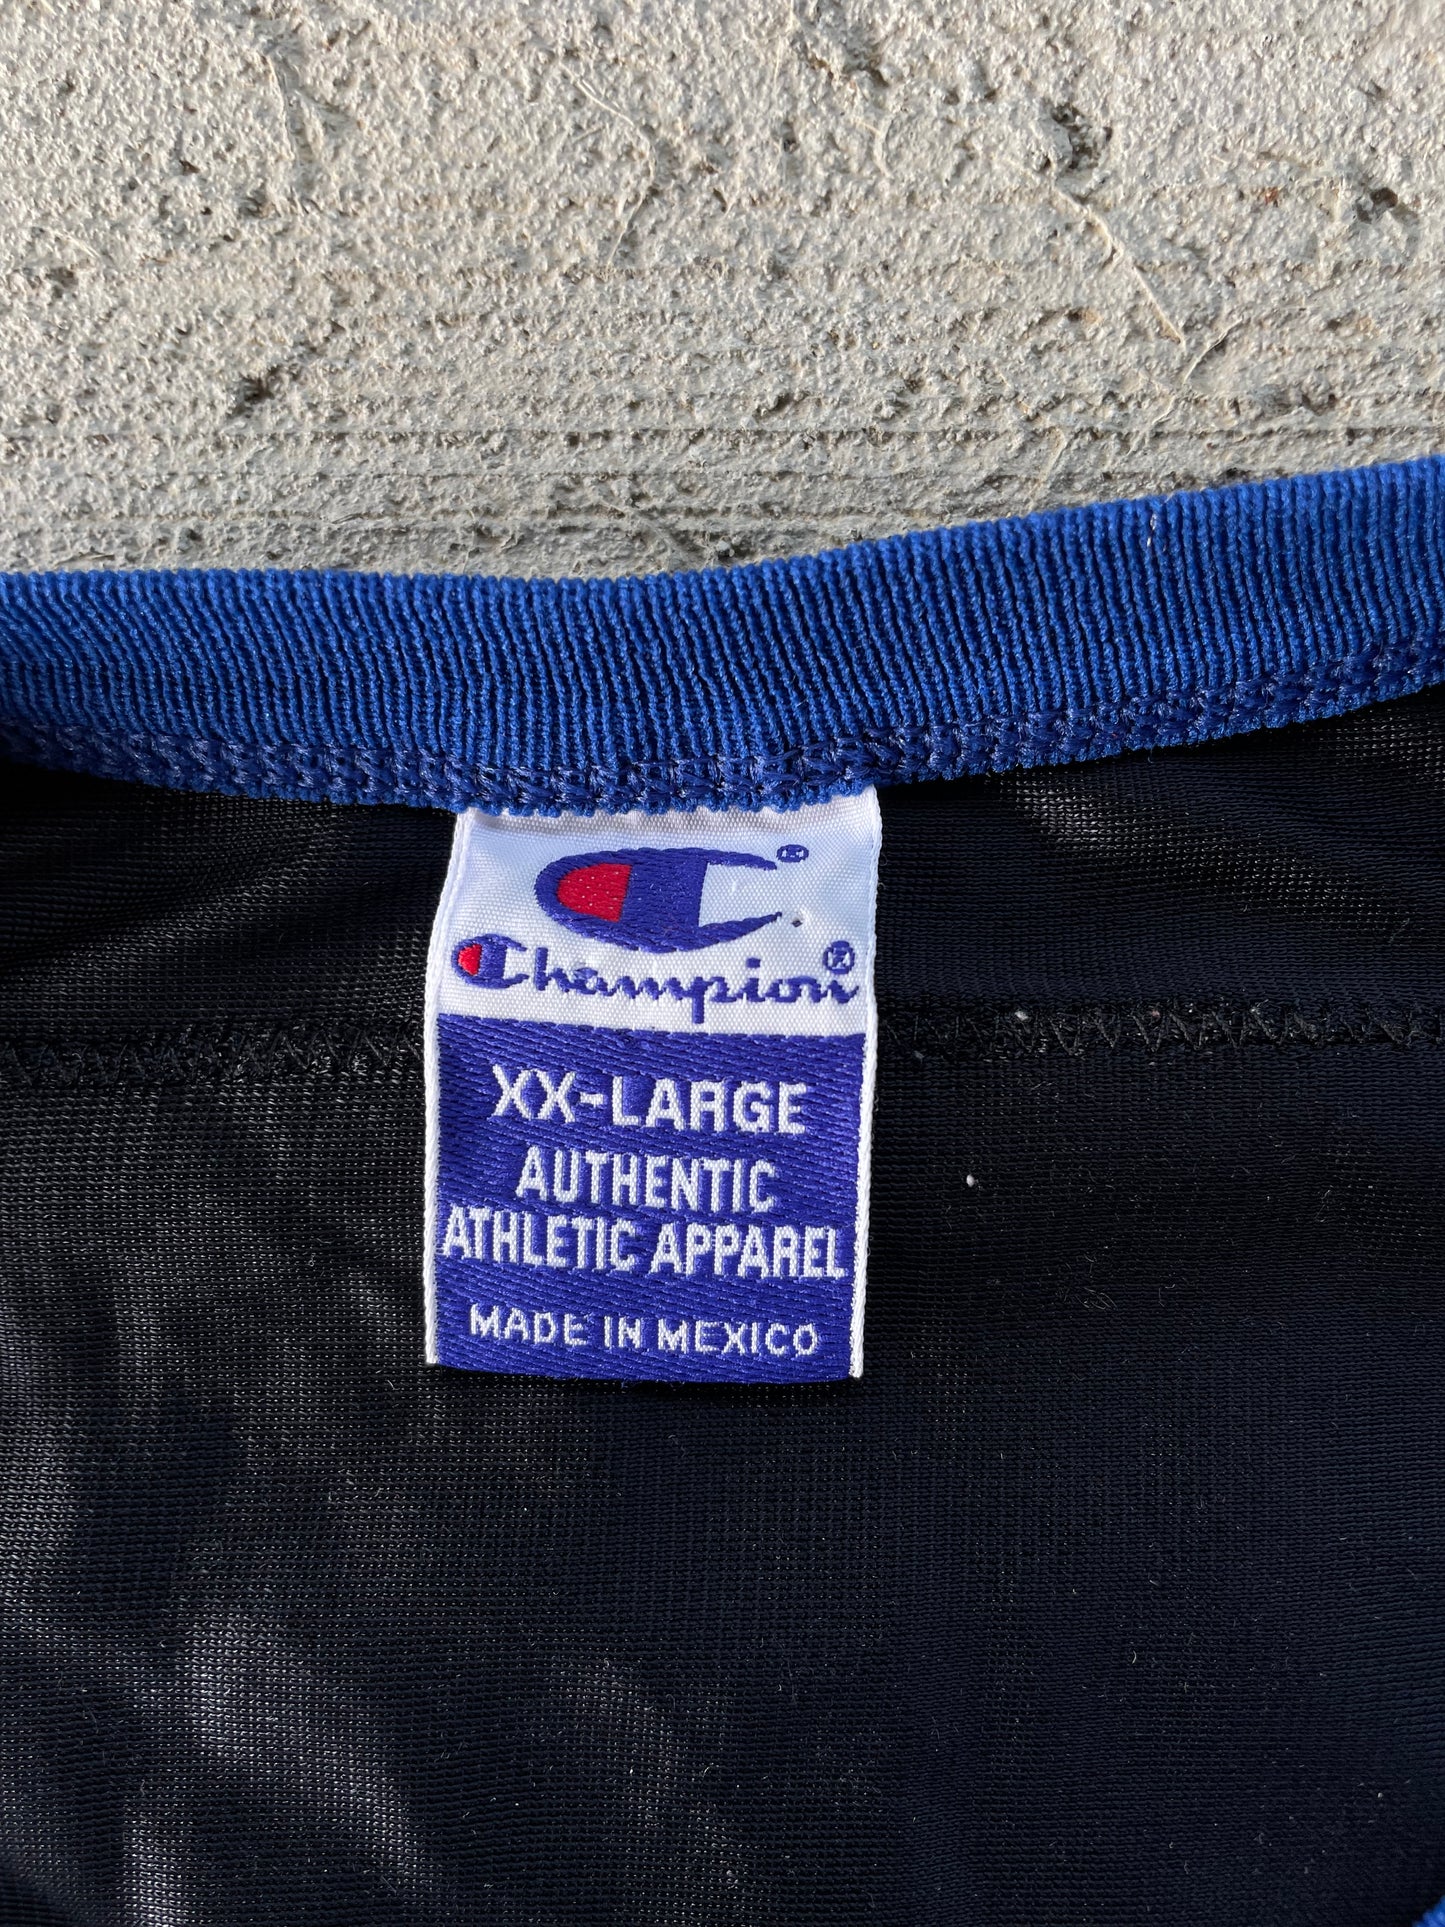 Champion®
XX-LARGE
AUTHENTIC
ATHLETIC APPAREL
MADE IN MEXICO